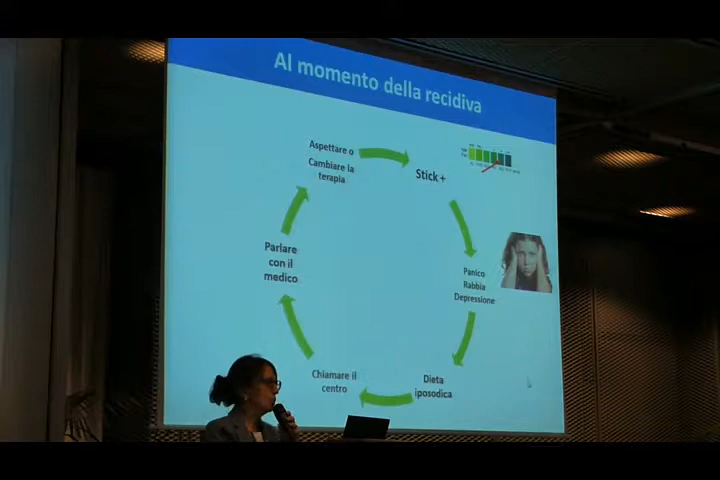 Al momento della recidiva
Aspettare o
Cambiare la
terapia
Stick+
Parlare
con il
medico
Panico
Rabbia
Depressione
Chiamare il
centro
Dieta
iposodica